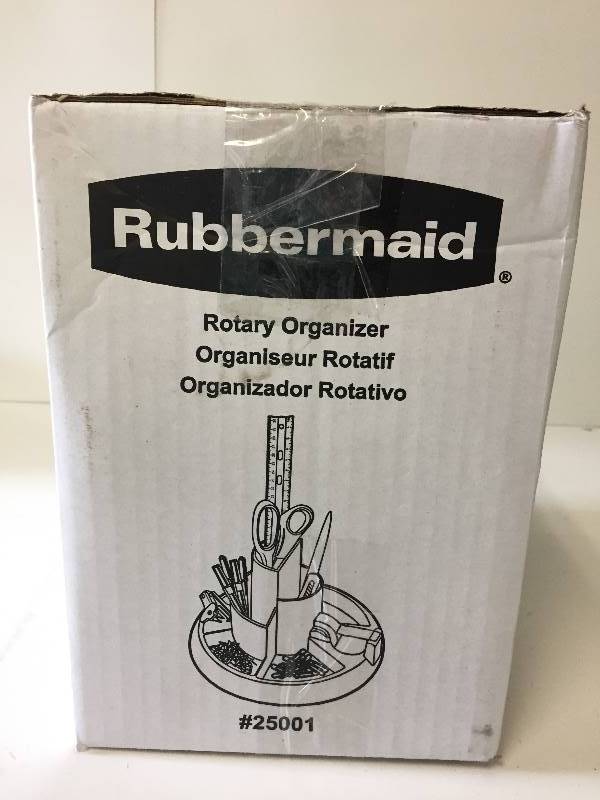 Rubbermaid®
Rotary Organizer
Organiseur Rotatif
Organizador Rotativo
#25001